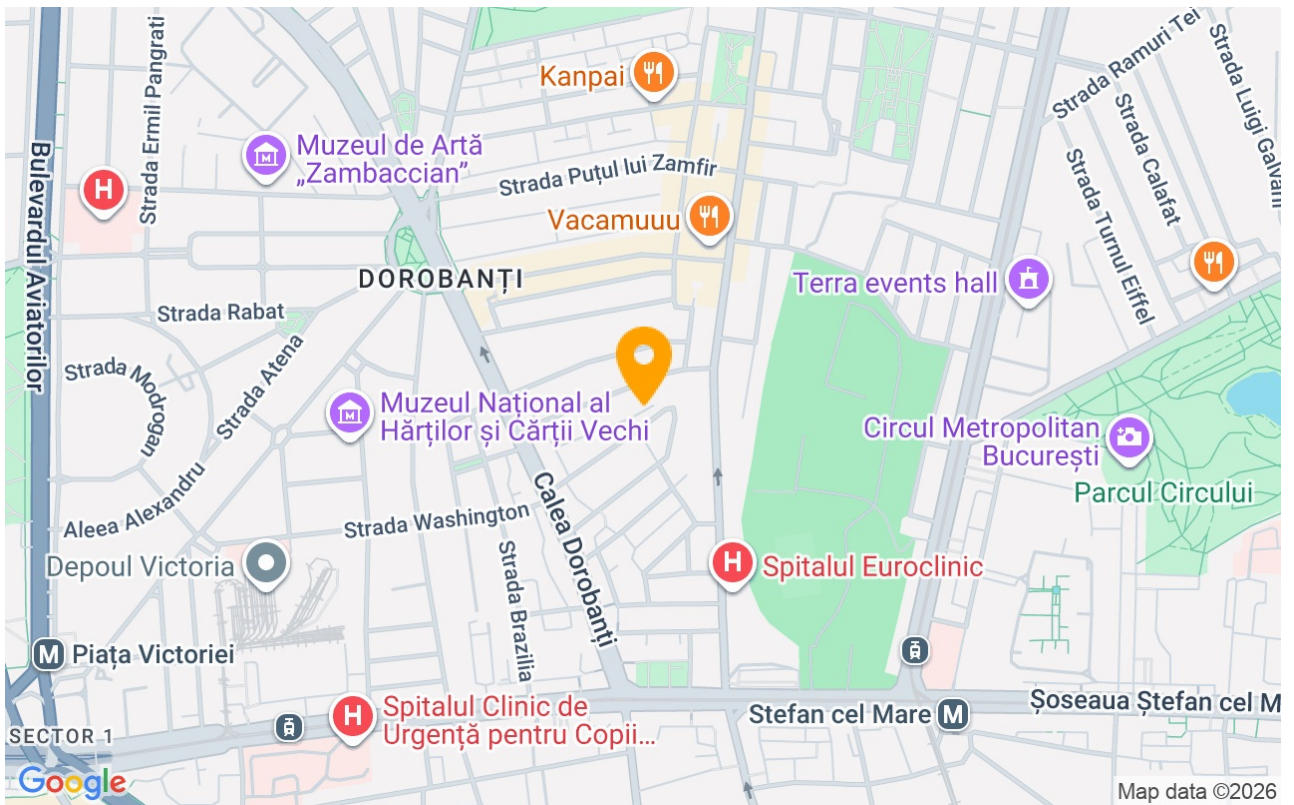 Strada Ermil Pangrati
Kanpai
Strada Ramuri Tei
Strada Luigi Galvani
Strada Calafat
Muzeul de Artă
„Zambaccian”
Strada Puțul lui Zamfir
Bulevardul Aviatorilor
H
Vacamuuu
Strada Turnul Eiffel
DOROBANȚI
Terra events hall
Strada Rabat
Strada Atena
Strada Modrogan
Muzeul Național al
Hărților și Cărții Vechi
Circul Metropolitan
București
Parcul Circului
Aleea Alexandru
Strada Washington
Calea Dorobanți
Depoul Victoria
Strada Brazilia
H
Spitalul Euroclinic
M Piața Victoriei
H
Spitalul Clinic de
Urgență pentru Copii...
Stefan cel Mare M
Șoseaua Ștefan cel M
SECTOR 1
Google
Map data ©2026